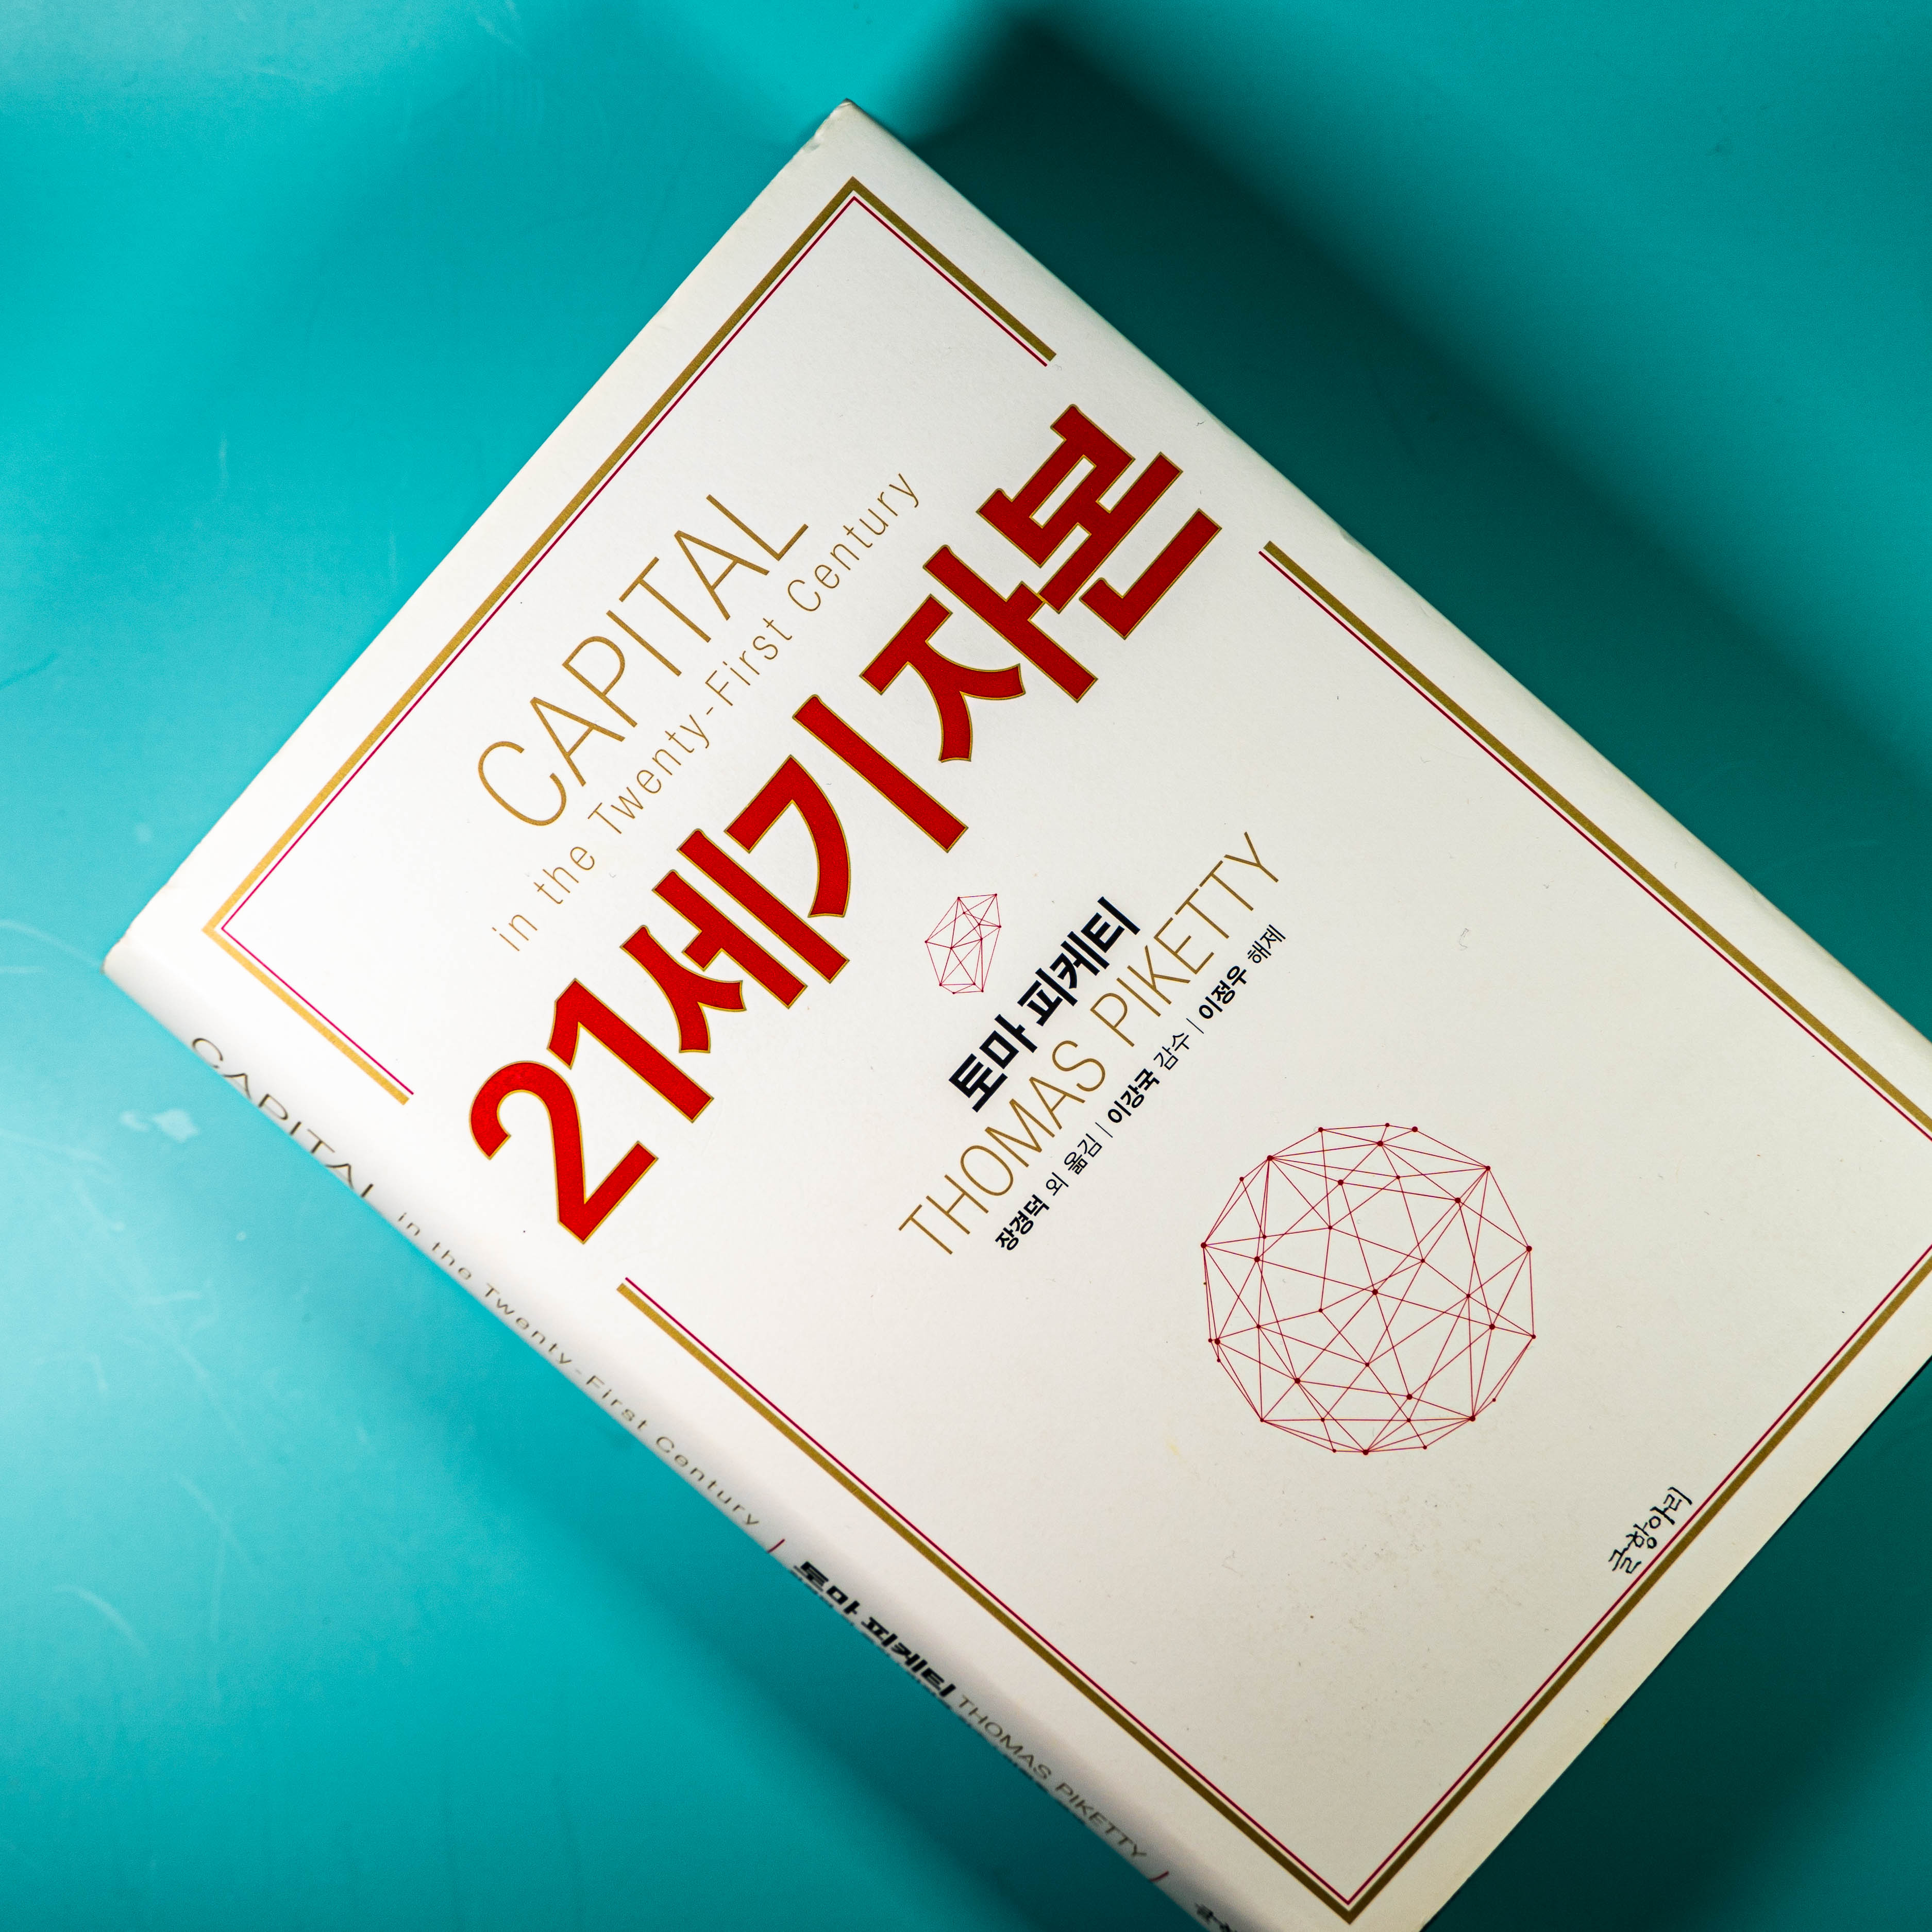 CAPITAL
in the Twenty-First Century
21세기 자본
토마 피케티
THOMAS PIKETTY
장경덕 외 옮김 | 이강국 감수 | 이정우 해제
글항아리
CAPITAL in the Twenty-First Century | 토마 피케티 THOMAS PIKETTY |